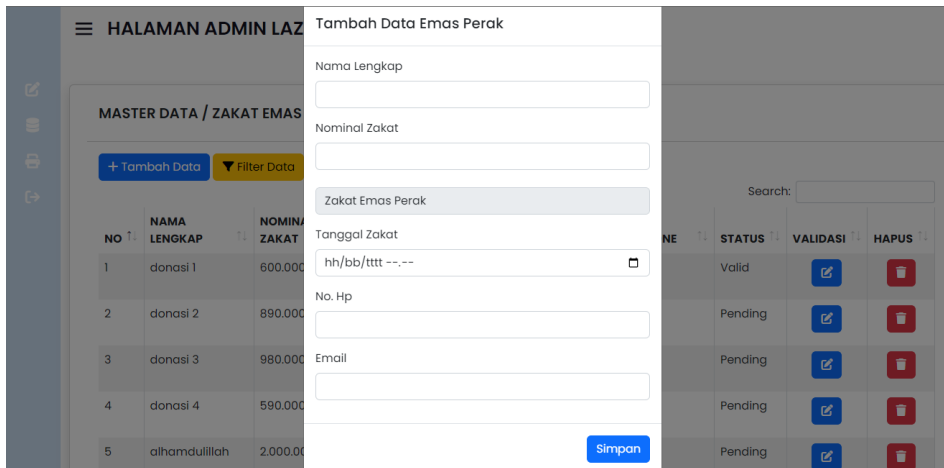 HALAMAN ADMIN LAZ
MASTER DATA / ZAKAT EMAS
+ Tambah Data Filter Data
Search:
NO NAMA LENGKAP NOMINA ZAKAT NE STATUS VALIDASI HAPUS
1 donasi 1 600.000 Valid
2 donasi 2 890.000 Pending
3 donasi 3 980.000 Pending
4 donasi 4 590.000 Pending
5 alhamdulillah 2.000.00 Pending
Tambah Data Emas Perak
Nama Lengkap
Nominal Zakat
Zakat Emas Perak
Tanggal Zakat
hh/bb/tttt --.--
No. Hp
Email
Simpan